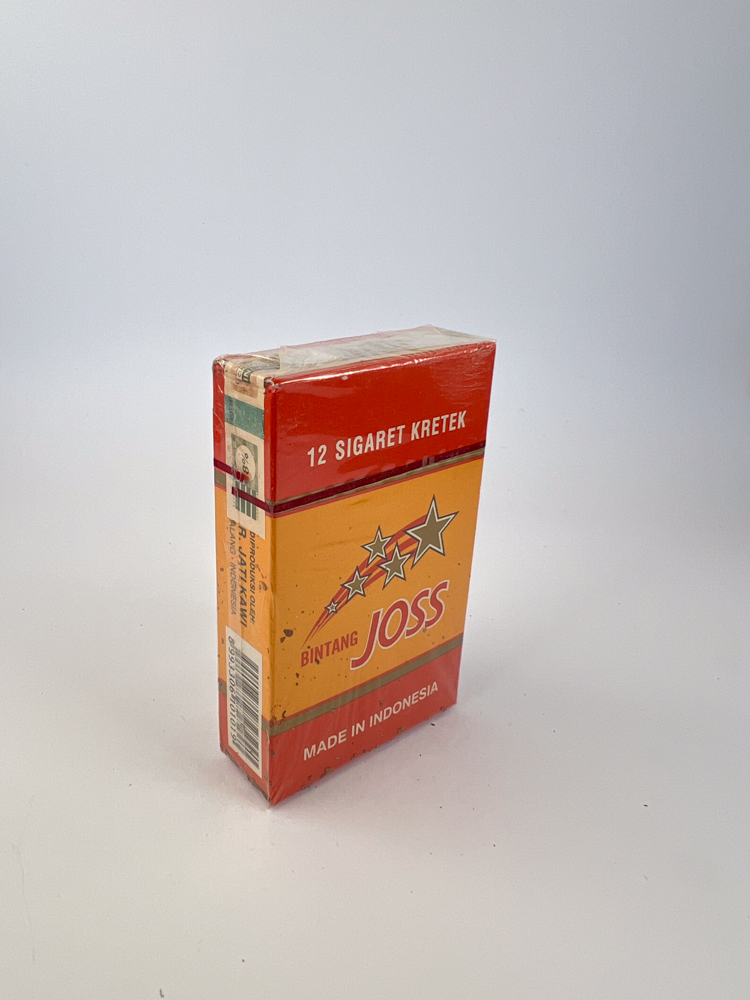 12 SIGARET KRETEK
BINTANG JOSS
MADE IN INDONESIA
DIPRODUKSI OLEH:
R. JATI KAWI
ALANG - INDONESIA